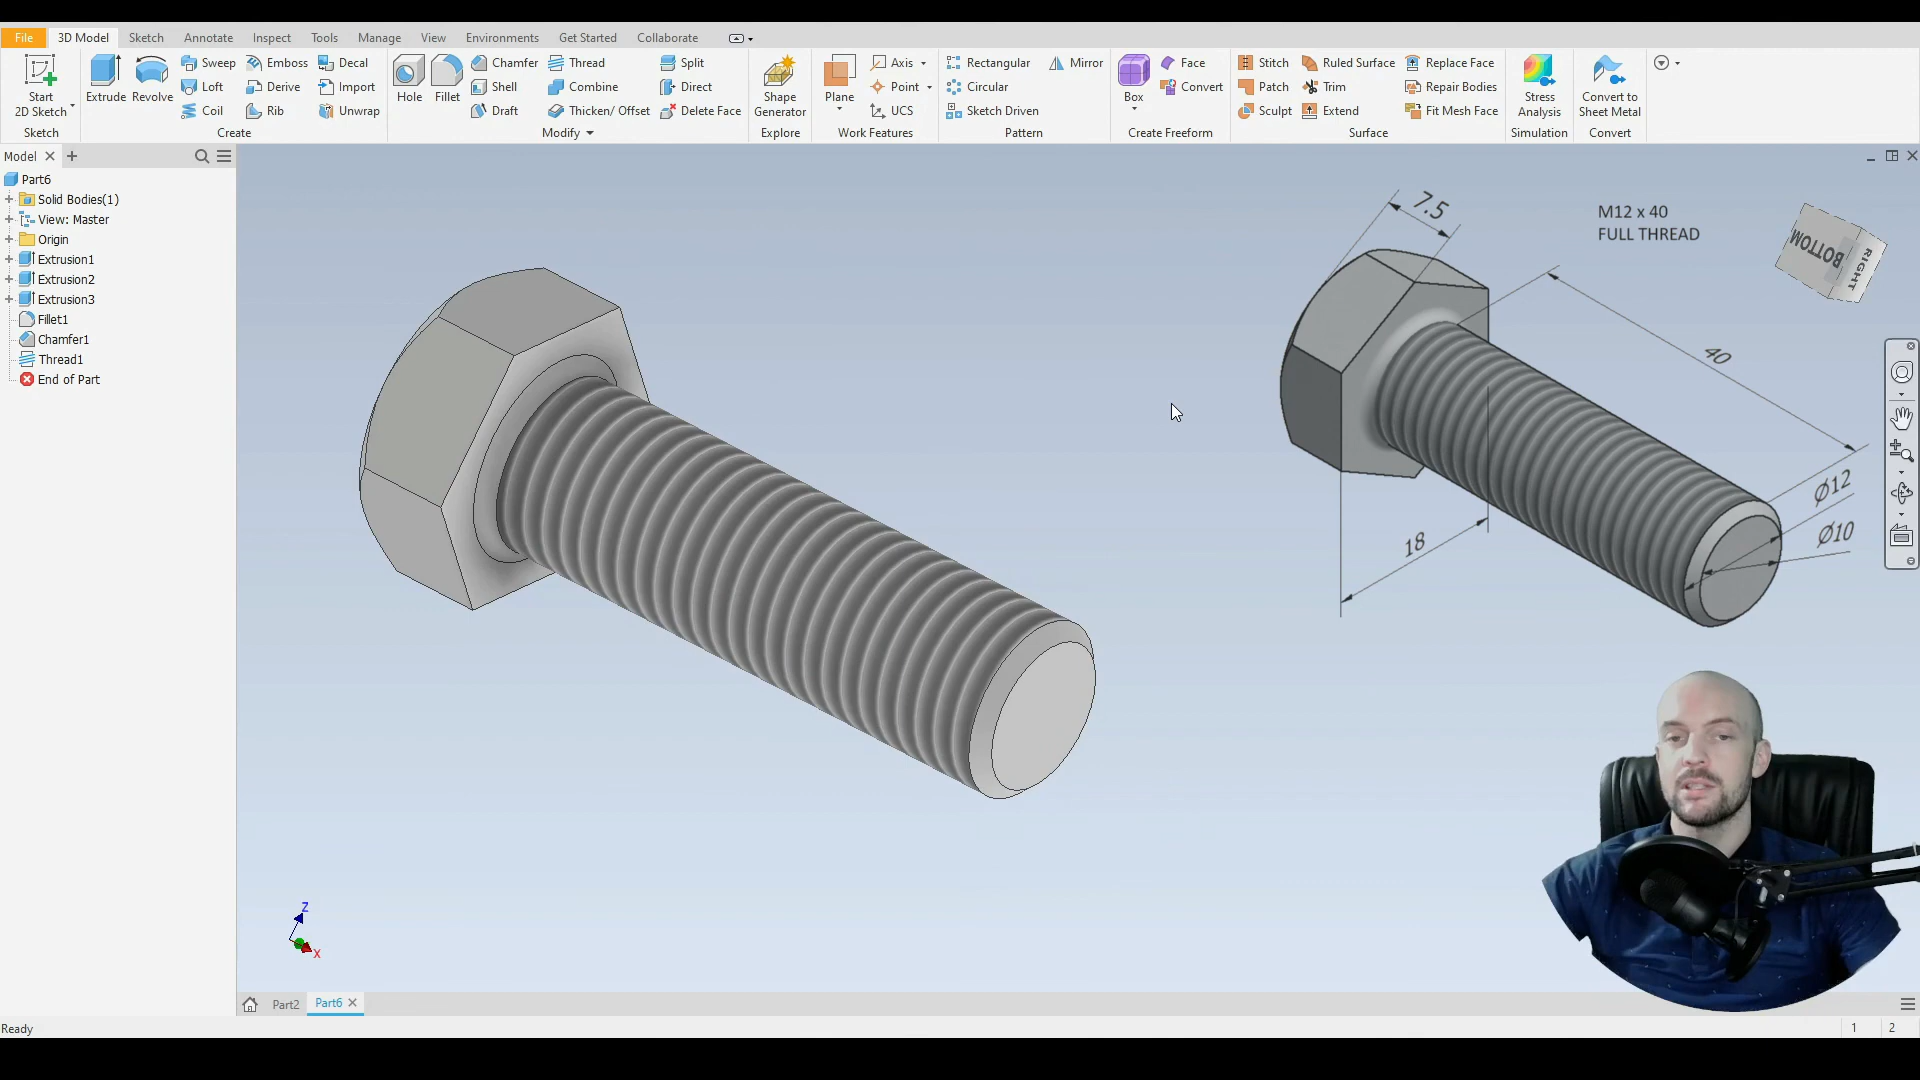 File 3D Model Sketch Annotate Inspect Tools Manage View Environments Get Started Collaborate
Start 2D Sketch
Extrude
Revolve
Sweep Emboss Decal
Loft Derive Import
Coil Rib Unwrap
Hole
Fillet
Chamfer Thread Split
Shell Combine Direct
Draft Thicken/ Offset Delete Face
Shape Generator
Plane
Axis
Point
UCS
Rectangular Mirror
Circular
Sketch Driven
Box
Face
Convert
Stitch Ruled Surface Replace Face
Patch Trim Repair Bodies
Sculpt Extend Fit Mesh Face
Stress Analysis
Convert to Sheet Metal
Sketch Create Modify Explore Work Features Pattern Create Freeform Surface Simulation Convert
Model
Part6
Solid Bodies(1)
View: Master
Origin
Extrusion1
Extrusion2
Extrusion3
Fillet1
Chamfer1
Thread1
End of Part
7.5
M12 x 40
FULL THREAD
BOTTOM
RIGHT
40
Ø12
Ø10
18
Z
X
Part2 Part6
Ready
1 2